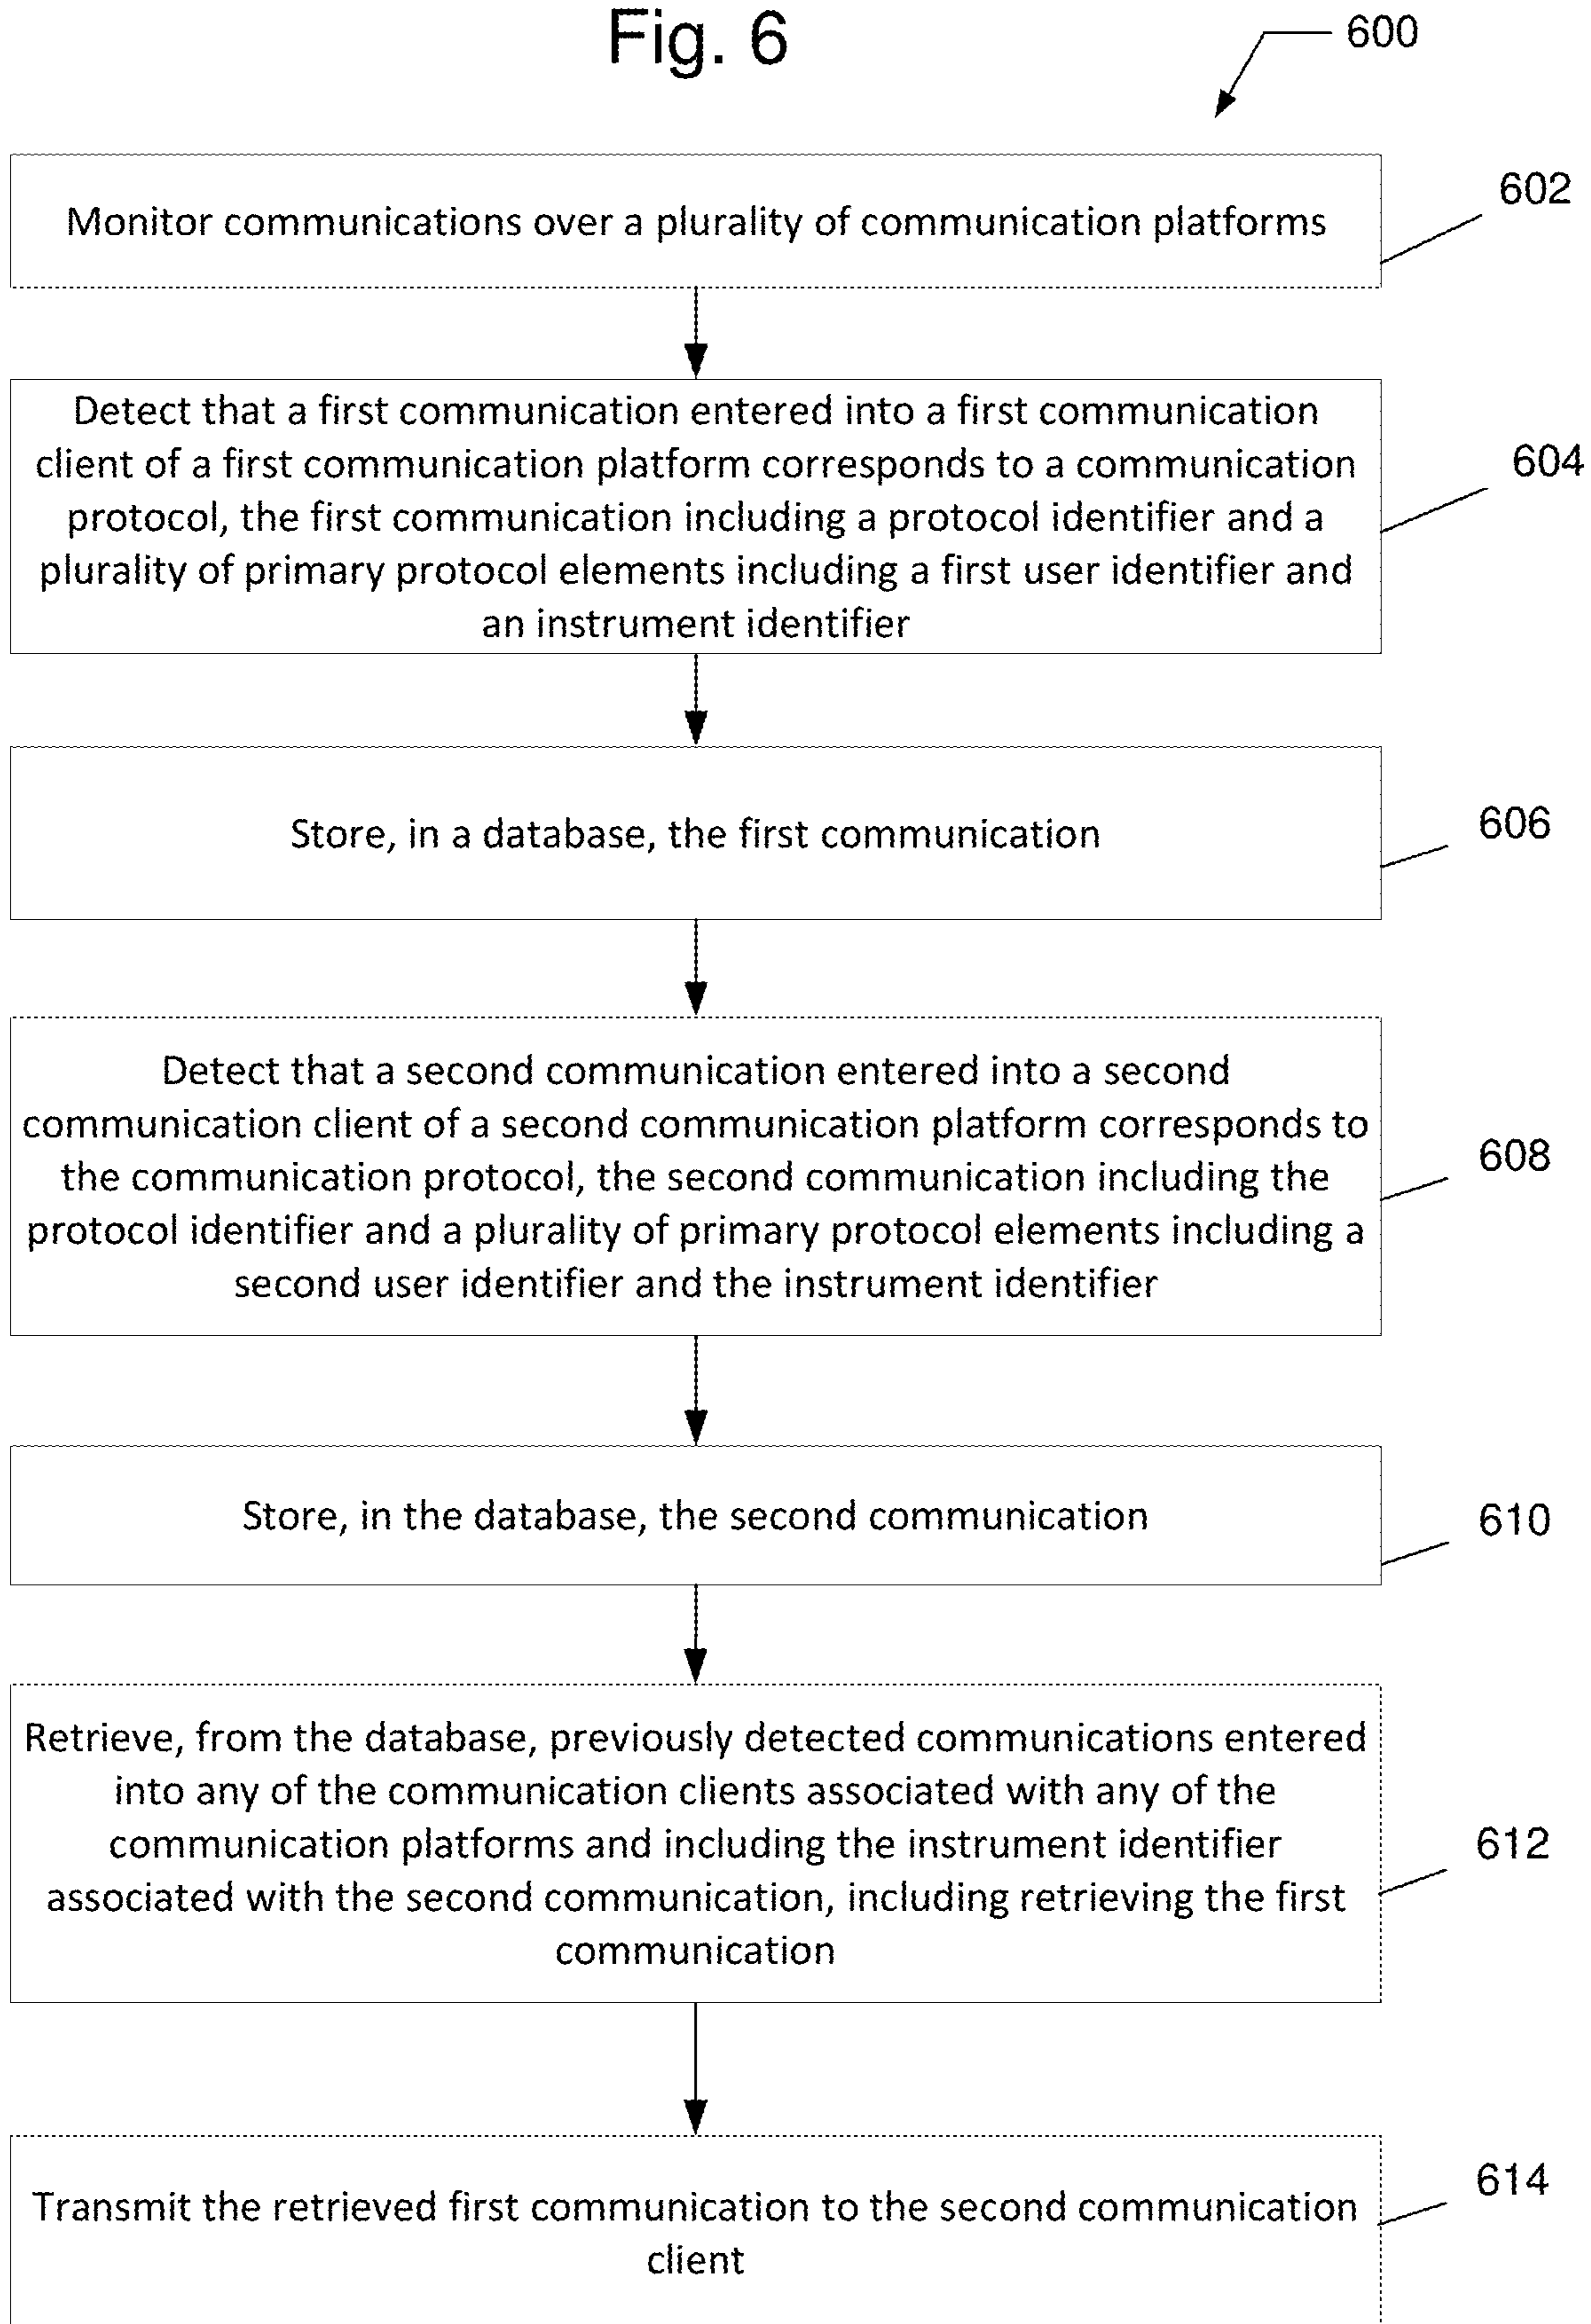 Fig. 6
600
Monitor communications over a plurality of communication platforms
602
Detect that a first communication entered into a first communication
client of a first communication platform corresponds to a communication
protocol, the first communication including a protocol identifier and a
plurality of primary protocol elements including a first user identifier and
an instrument identifier
604
Store, in a database, the first communication
606
Detect that a second communication entered into a second
communication client of a second communication platform corresponds to
the communication protocol, the second communication including the
protocol identifier and a plurality of primary protocol elements including a
second user identifier and the instrument identifier
608
Store, in the database, the second communication
610
Retrieve, from the database, previously detected communications entered
into any of the communication clients associated with any of the
communication platforms and including the instrument identifier
associated with the second communication, including retrieving the first
communication
612
Transmit the retrieved first communication to the second communication
client
614